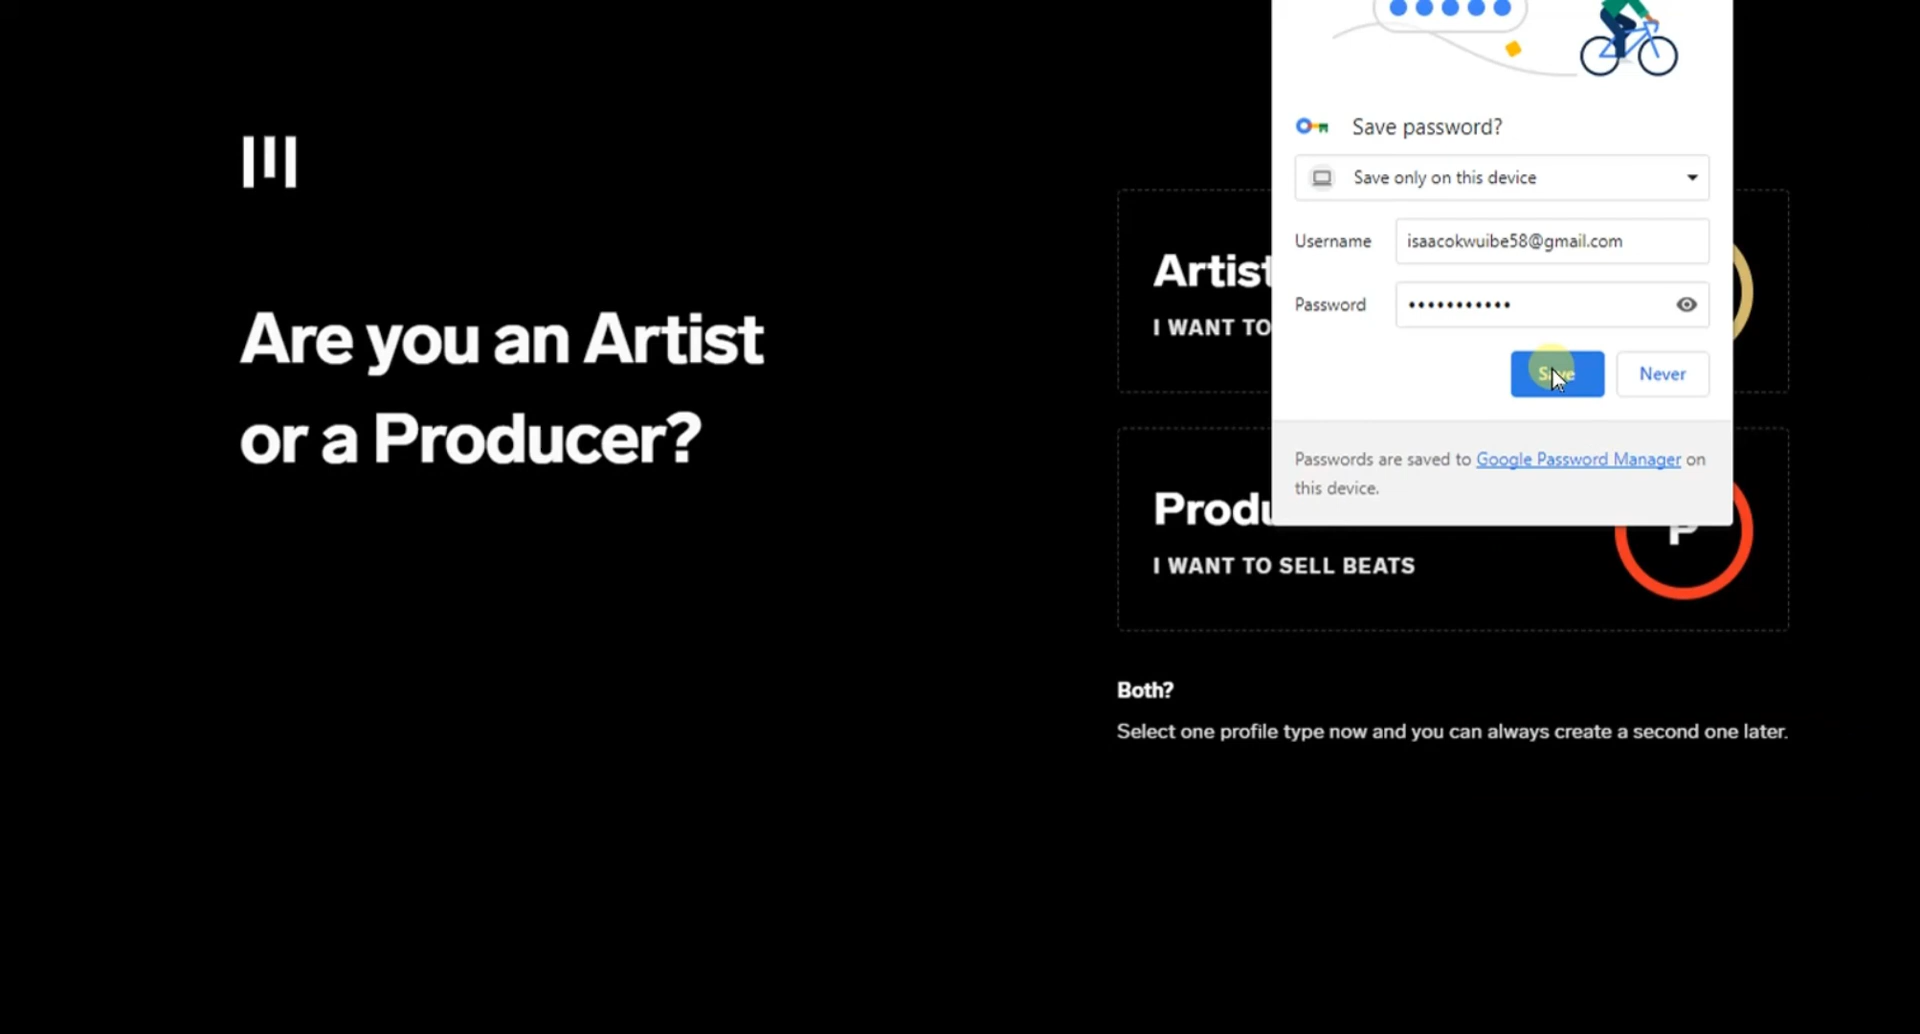 Are you an Artist
or a Producer?
Save password?
Save only on this device
Username
isaacokwuibe58@gmail.com
Password
Save
Never
Passwords are saved to Google Password Manager on
this device.
Artist
I WANT TO
Produ
I WANT TO SELL BEATS
P
Both?
Select one profile type now and you can always create a second one later.